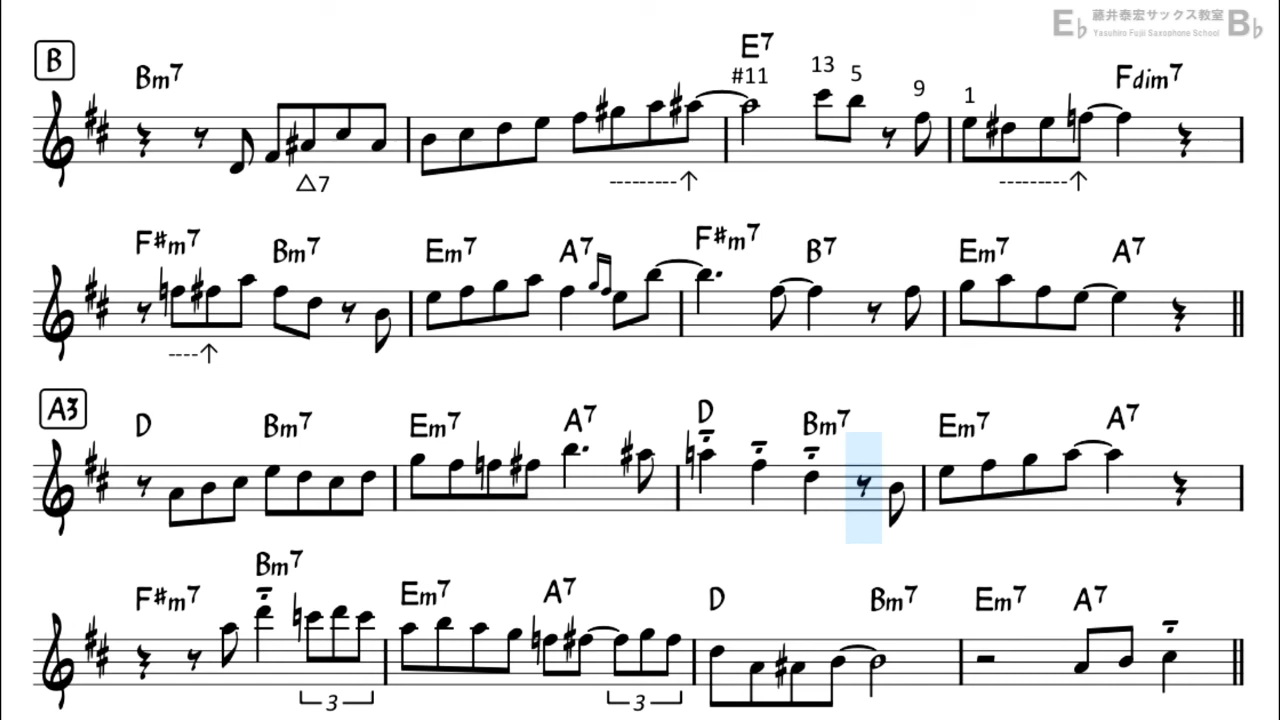 E♭ 藤井泰宏サックス教室 B♭
Yasuhiro Fujii Saxophone School
B
Bm7 E7 Fdim7
#11 13 5 9 1
△7 ---------↑ ---------↑
F#m7 Bm7 Em7 A7 F#m7 B7 Em7 A7
----↑
A3
D Bm7 Em7 A7 D Bm7 Em7 A7
F#m7 Bm7 Em7 A7 D Bm7 Em7 A7
3 3